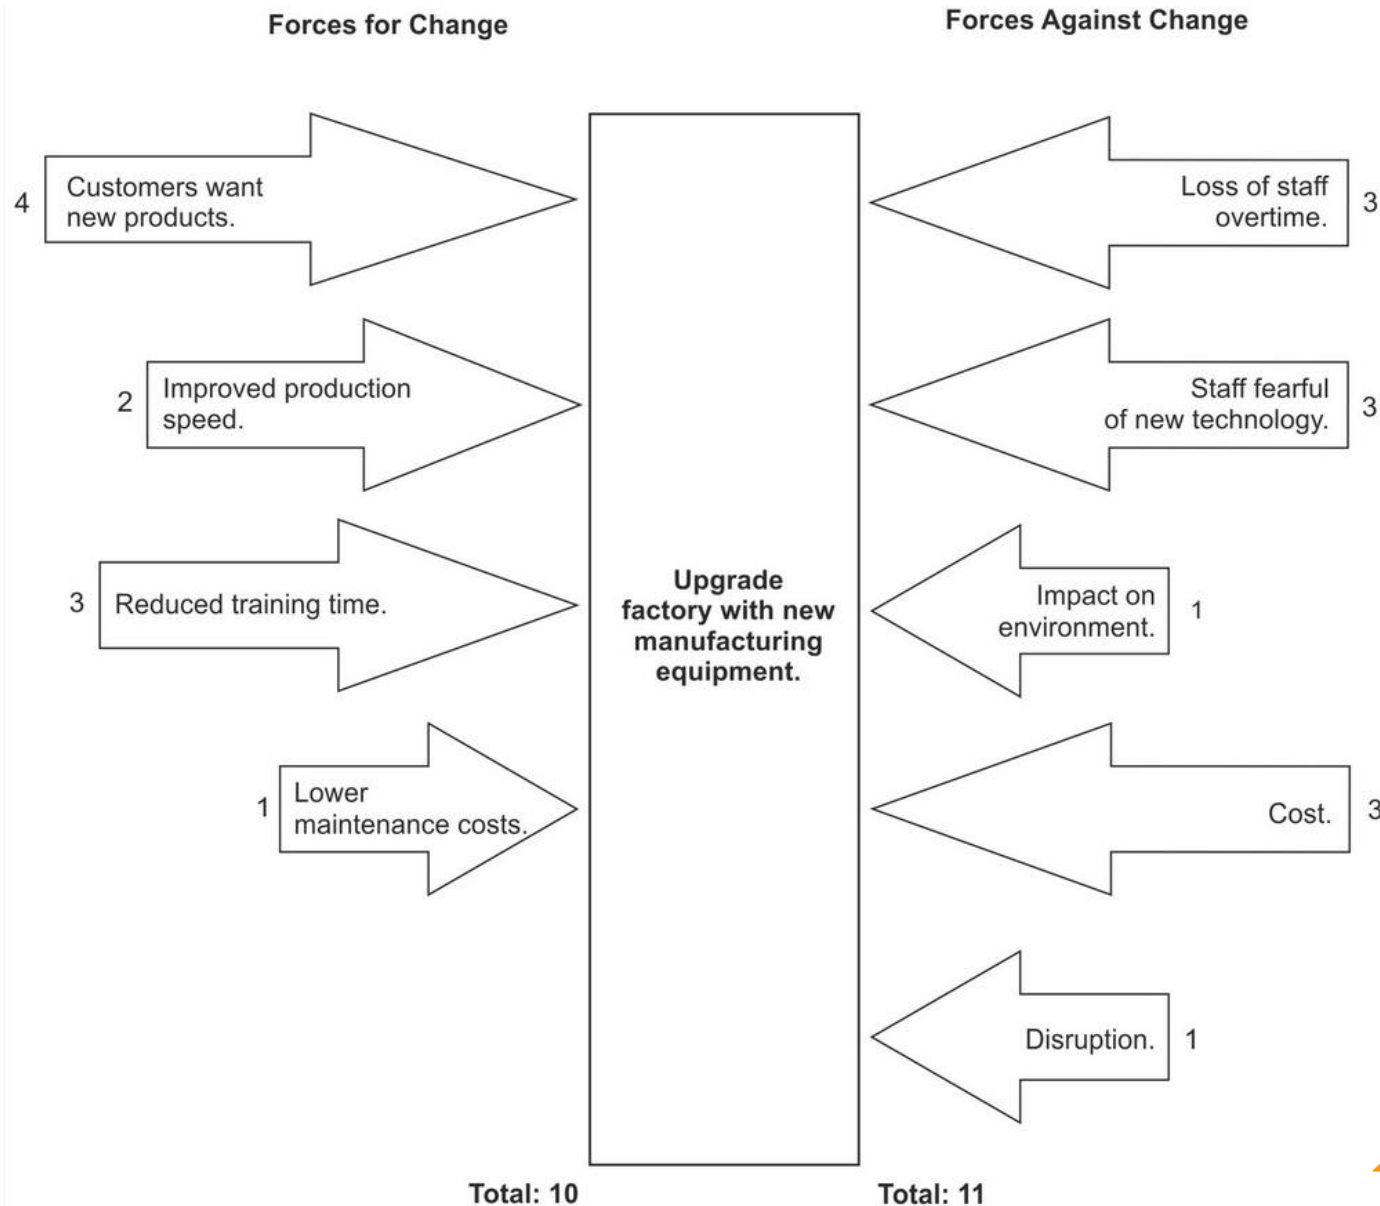 Forces for Change
Forces Against Change
4
Customers want
new products.
Loss of staff
overtime.
3
2
Improved production
speed.
Staff fearful
of new technology.
3
3
Reduced training time.
Upgrade
factory with new
manufacturing
equipment.
Impact on
environment.
1
1
Lower
maintenance costs.
Cost.
3
Disruption.
1
Total: 10
Total: 11